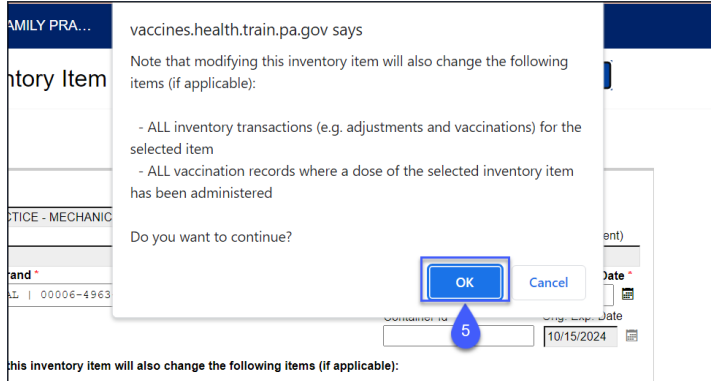 AMILY PRA...
vaccines.health.train.pa.gov says
Note that modifying this inventory item will also change the following
items (if applicable):
ntory Item
- ALL inventory transactions (e.g. adjustments and vaccinations) for the
selected item
- ALL vaccination records where a dose of the selected inventory item
has been administered
CTICE - MECHANIC
Do you want to continue?
ent)
rand *
Date *
OK
Cancel
AL | 00006-4963
5
Container Id
Orig. Exp. Date
10/15/2024
this inventory item will also change the following items (if applicable):